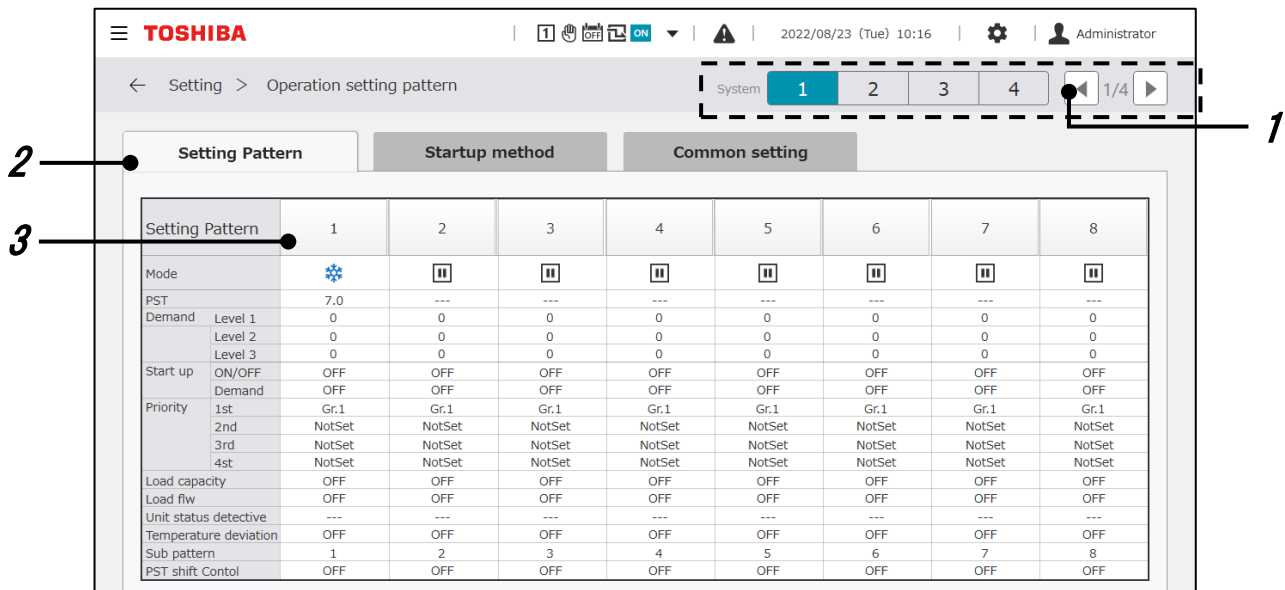 TOSHIBA 1 OFF ON 2022/08/23 (Tue) 10:16 Administrator
Setting > Operation setting pattern System 1 2 3 4 1/4
1
2 Setting Pattern Startup method Common setting
3 Setting Pattern 1 2 3 4 5 6 7 8
Mode
PST 7.0 --- --- --- --- --- --- ---
Demand Level 1 0 0 0 0 0 0 0 0
Level 2 0 0 0 0 0 0 0 0
Level 3 0 0 0 0 0 0 0 0
Start up ON/OFF OFF OFF OFF OFF OFF OFF OFF OFF
Demand OFF OFF OFF OFF OFF OFF OFF OFF
Priority 1st Gr.1 Gr.1 Gr.1 Gr.1 Gr.1 Gr.1 Gr.1 Gr.1
2nd NotSet NotSet NotSet NotSet NotSet NotSet NotSet NotSet
3rd NotSet NotSet NotSet NotSet NotSet NotSet NotSet NotSet
4st NotSet NotSet NotSet NotSet NotSet NotSet NotSet NotSet
Load capacity OFF OFF OFF OFF OFF OFF OFF OFF
Load flw OFF OFF OFF OFF OFF OFF OFF OFF
Unit status detective --- --- --- --- --- --- --- ---
Temperature deviation OFF OFF OFF OFF OFF OFF OFF OFF
Sub pattern 1 2 3 4 5 6 7 8
PST shift Contol OFF OFF OFF OFF OFF OFF OFF OFF